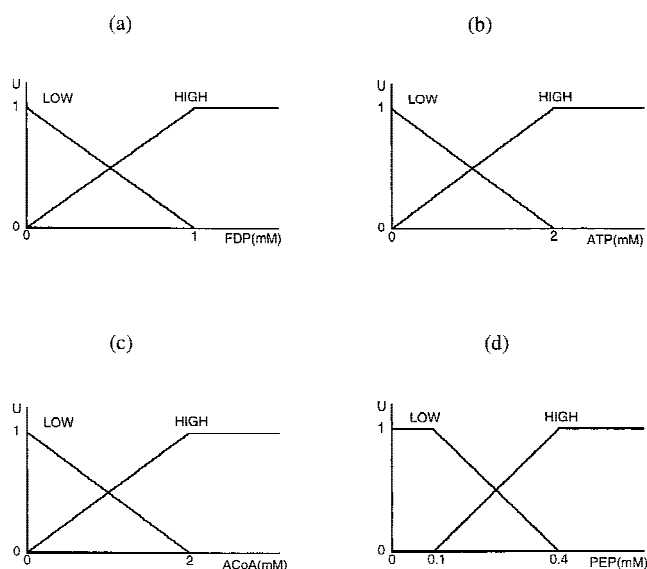 (a)
U
LOW
HIGH
1
0
0
1
FDP(mM)
(b)
U
LOW
HIGH
1
0
0
2
ATP(mM)
(c)
U
LOW
HIGH
1
0
0
2
ACoA(mM)
(d)
U
LOW
HIGH
1
0
0
0.1
0.4
PEP(mM)